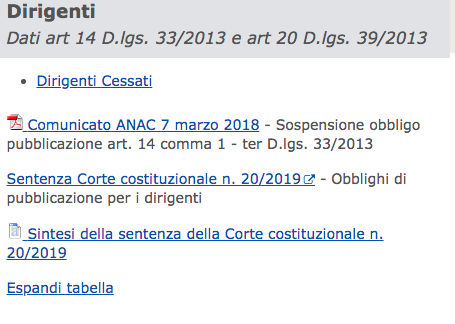 Dirigenti
Dati art 14 D.lgs. 33/2013 e art 20 D.lgs. 39/2013
Dirigenti Cessati
Comunicato ANAC 7 marzo 2018 - Sospensione obbligo
pubblicazione art. 14 comma 1 - ter D.lgs. 33/2013
Sentenza Corte costituzionale n. 20/2019 - Obblighi di
pubblicazione per i dirigenti
Sintesi della sentenza della Corte costituzionale n.
20/2019
Espandi tabella